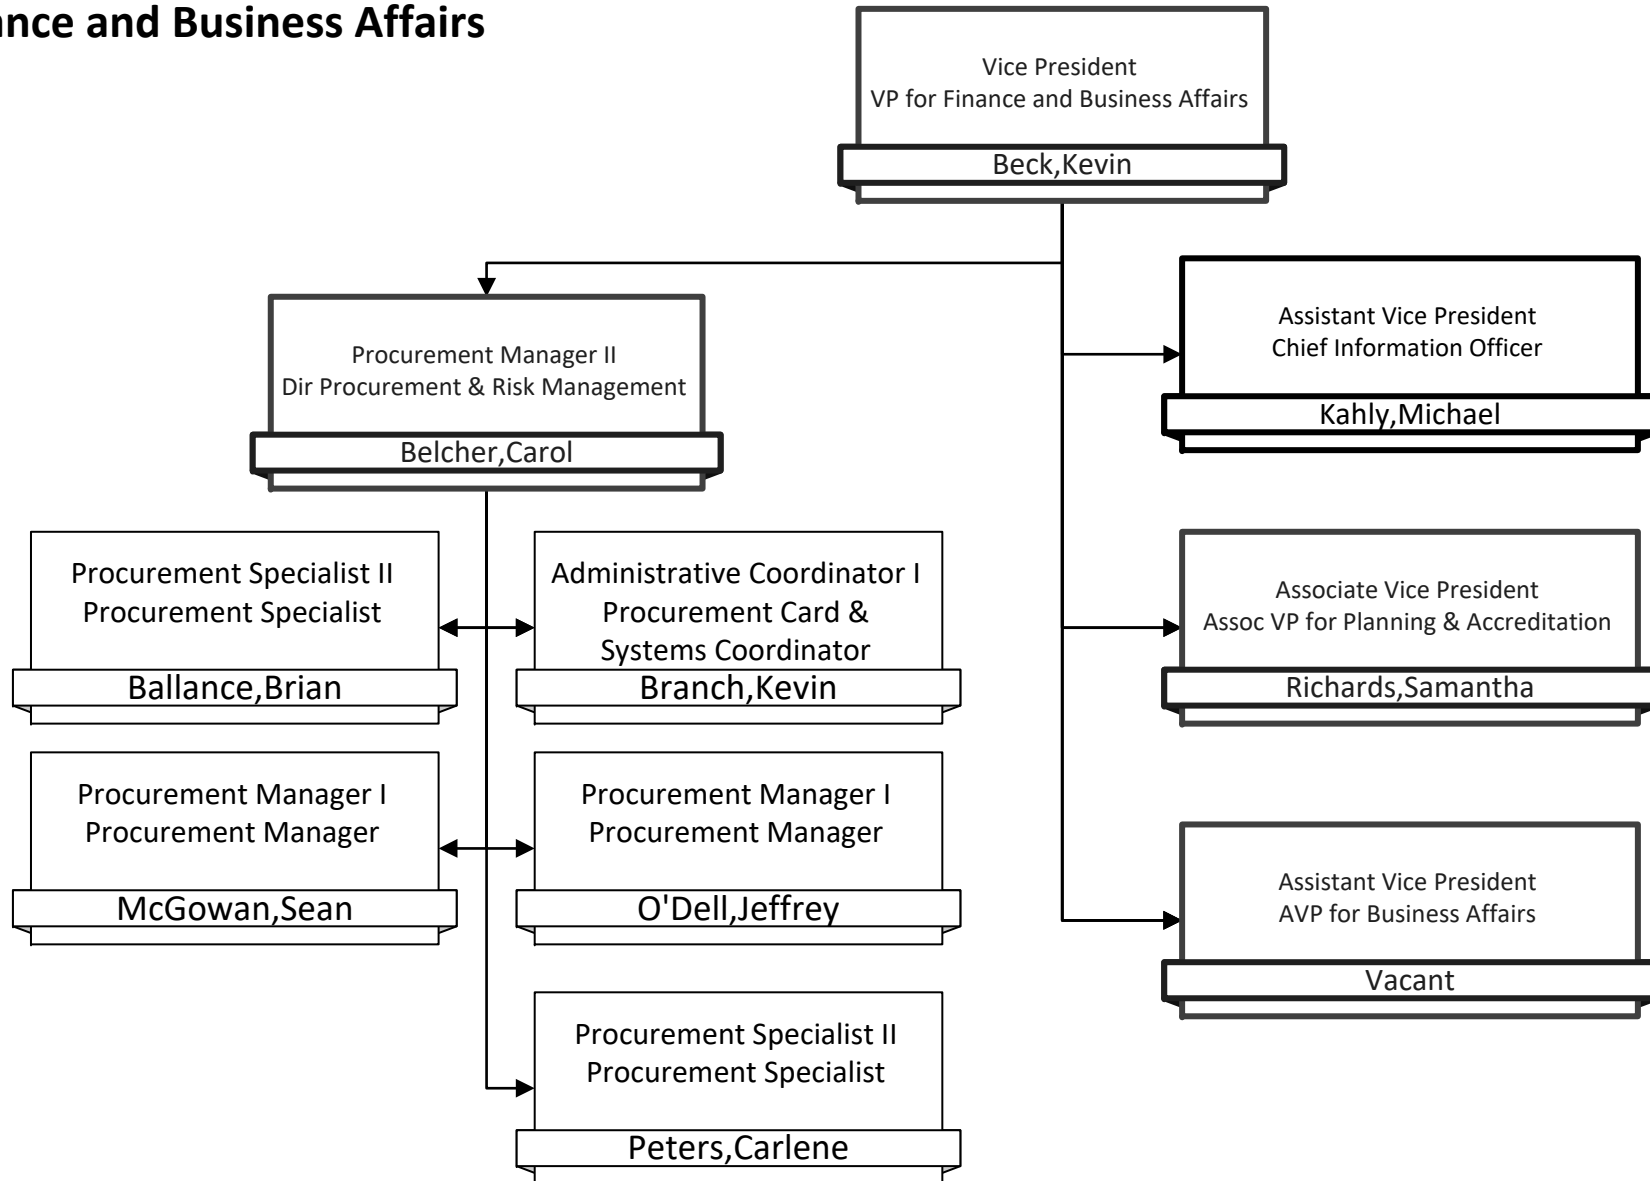 and Business Affairs
Vice President
VP for Finance and Business Affairs
Beck,Kevin
Procurement Manager II
Dir Procurement & Risk Management
Belcher,Carol
Assistant Vice President
Chief Information Officer
Kahly,Michael
Procurement Specialist II
Procurement Specialist
Ballance,Brian
Administrative Coordinator I
Procurement Card &
Systems Coordinator
Branch,Kevin
Associate Vice President
Assoc VP for Planning & Accreditation
Richards,Samantha
Procurement Manager I
Procurement Manager
McGowan,Sean
Procurement Manager I
Procurement Manager
O'Dell,Jeffrey
Assistant Vice President
AVP for Business Affairs
Vacant
Procurement Specialist II
Procurement Specialist
Peters,Carlene